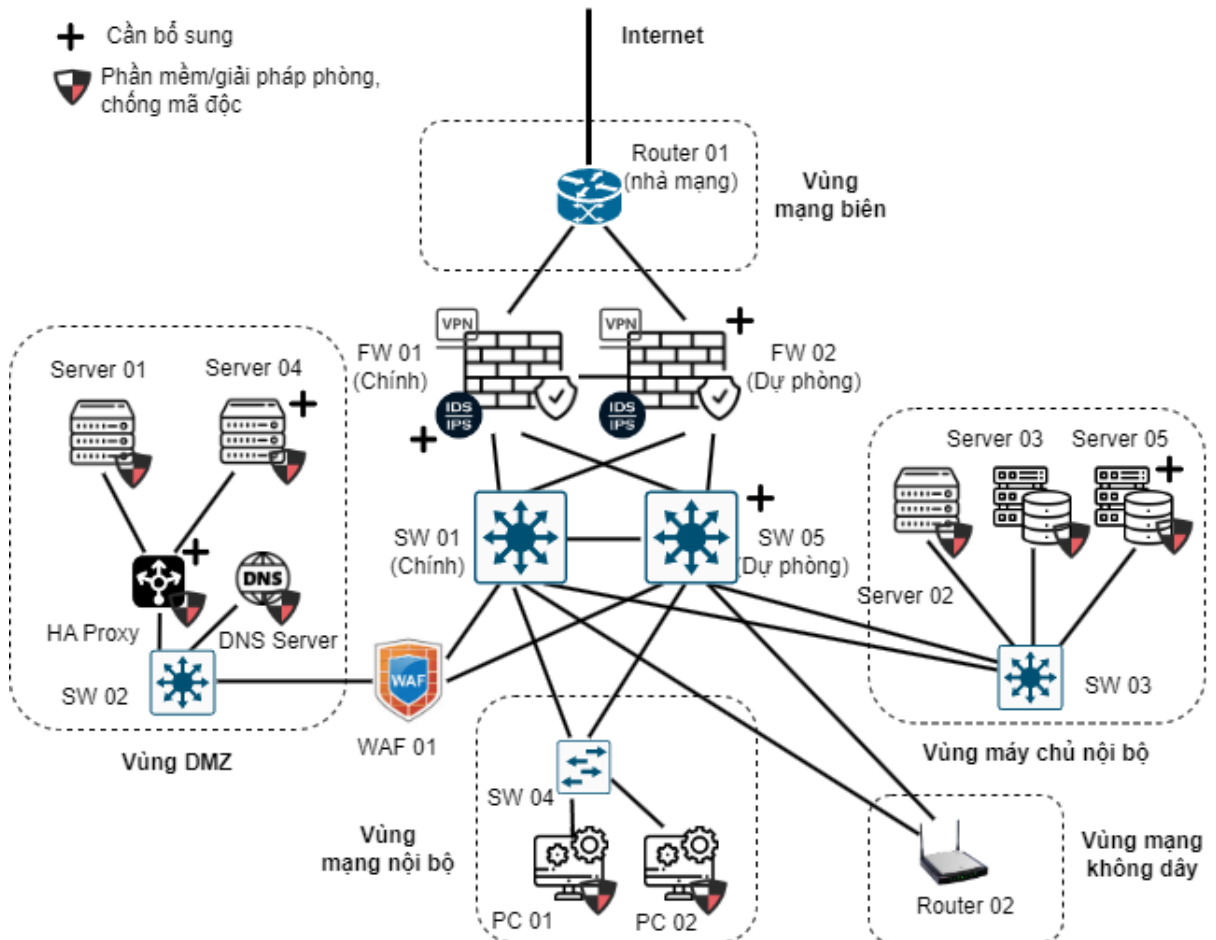 Cần bổ sung
Phần mềm/giải pháp phòng,
chống mã độc
Internet
Router 01
(nhà mạng)
Vùng
mạng biên
VPN
VPN
FW 01
(Chính)
FW 02
(Dự phòng)
IDS
IPS
IDS
IPS
Server 01
Server 04
HA Proxy
DNS
DNS Server
SW 02
Vùng DMZ
SW 01
(Chính)
SW 05
(Dự phòng)
WAF
WAF 01
Server 03
Server 05
Server 02
SW 03
Vùng máy chủ nội bộ
SW 04
Vùng
mạng nội bộ
PC 01
PC 02
Vùng mạng
không dây
Router 02